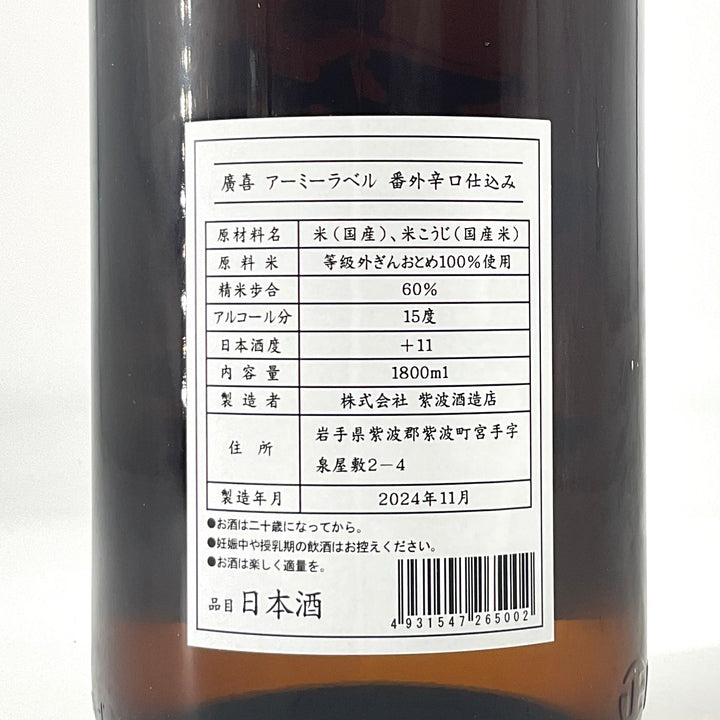 廣喜 アーミーラベル 番外辛口仕込み
原材料名 米(国産)、米こうじ(国産米)
原料米 等級外ぎんおとめ100%使用
精米歩合 60%
アルコール分 15度
日本酒度 +11
内容量 1800ml
製造者 株式会社 紫波酒造店
住所 岩手県紫波郡紫波町宮手字
泉屋敷2-4
製造年月 2024年11月
●お酒は二十歳になってから。
●妊娠中や授乳期の飲酒はお控えください。
●お酒は楽しく適量を。
品目 日本酒
4 931547 265002